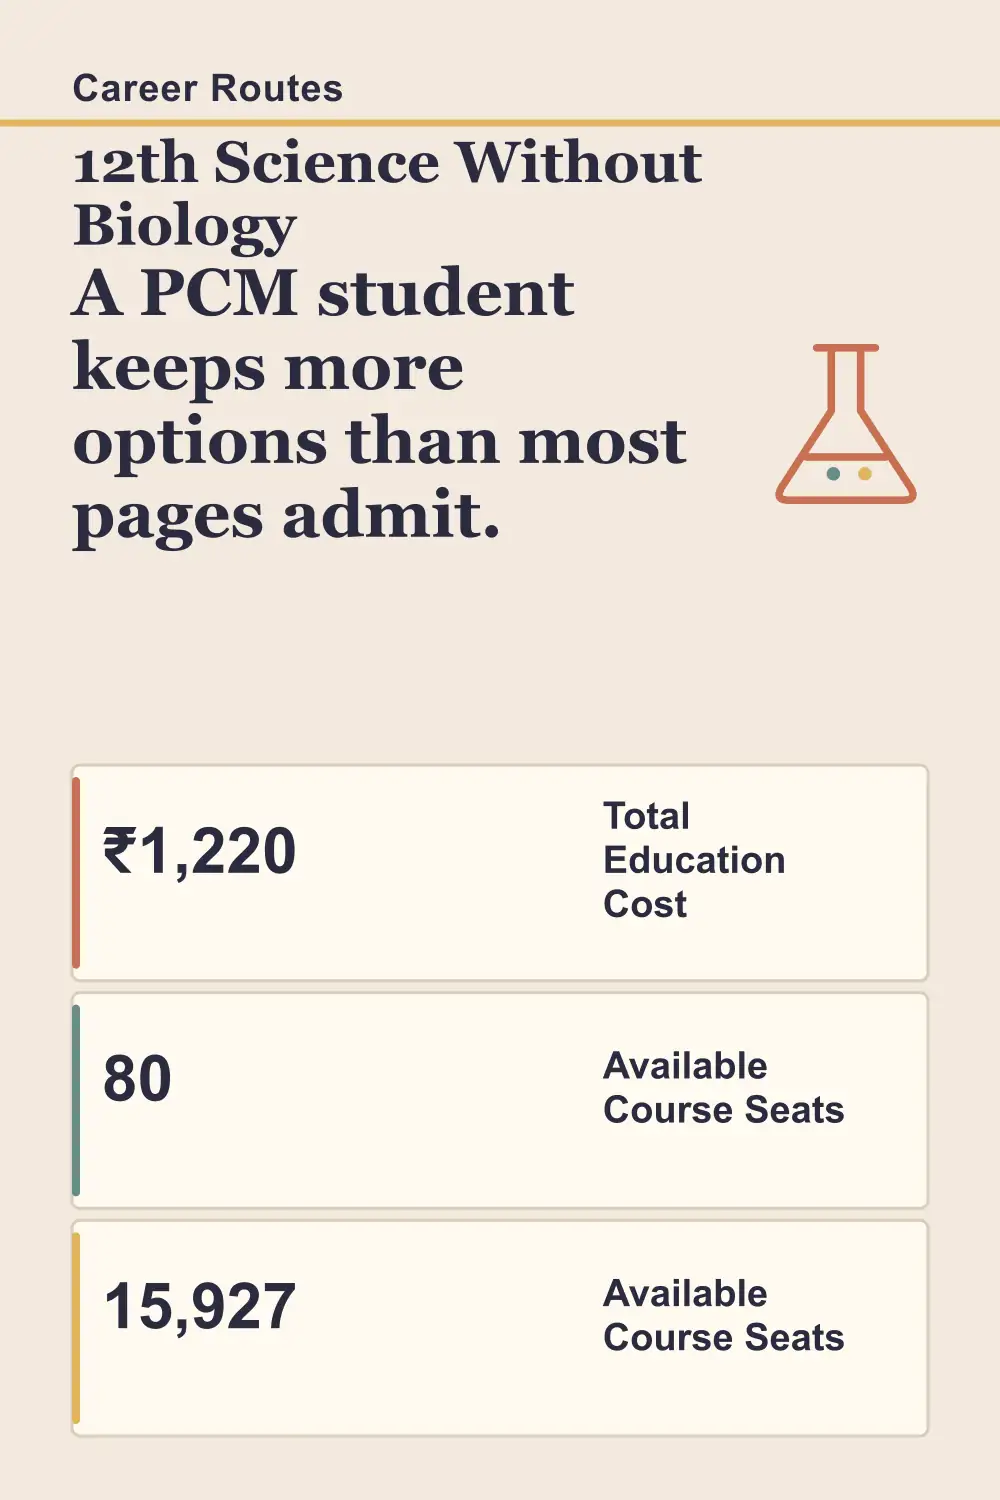 Career Routes
12th Science Without
Biology
A PCM student
keeps more
options than most
pages admit.
₹1,220
Total
Education
Cost
80
Available
Course Seats
15,927
Available
Course Seats